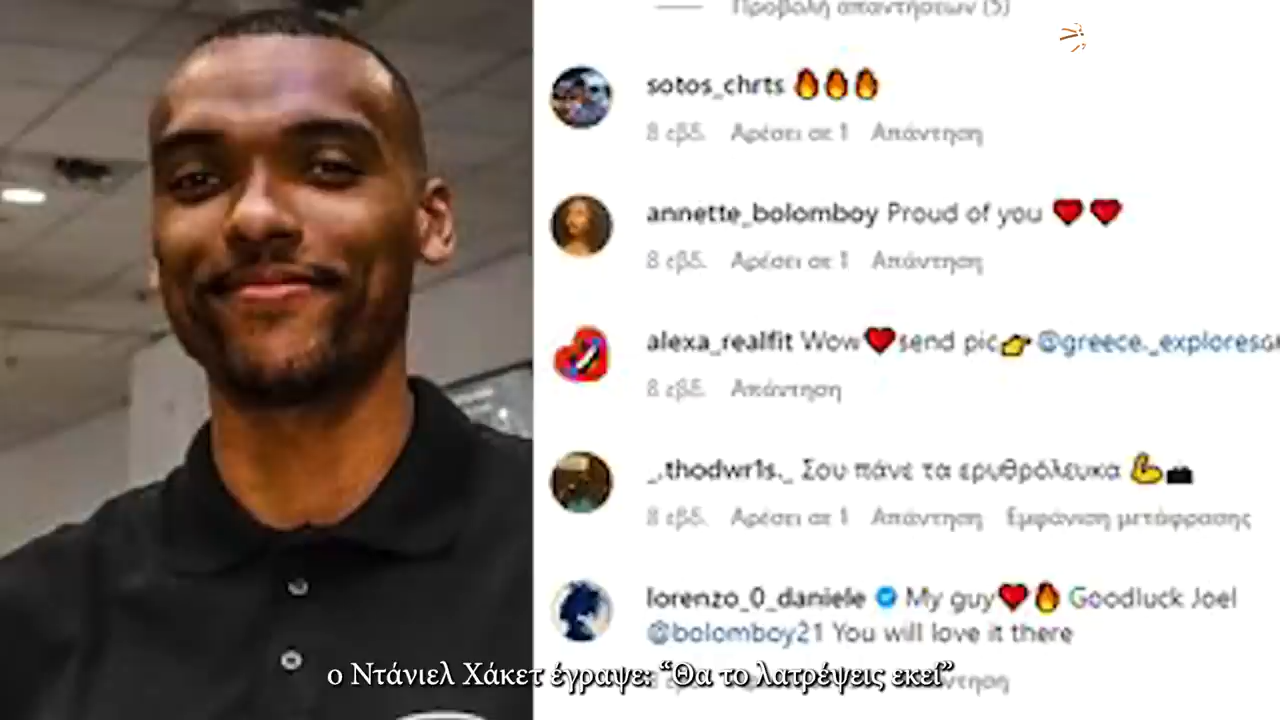 Προβολή απαντήσεων (5)
sotos_chrts 🔥🔥🔥
8 εβδ. Αρέσει σε 1 Απάντηση
annette_bolomboy Proud of you ❤️❤️
8 εβδ. Αρέσει σε 1 Απάντηση
alexa_realfit Wow❤️send pic👉@greece._explores
8 εβδ. Απάντηση
_.thodwr1s._ Σου πάνε τα ερυθρόλευκα 💪
8 εβδ. Αρέσει σε 1 Απάντηση Εμφάνιση μετάφρασης
lorenzo_0_daniele My guy❤️🔥 Goodluck Joel
@bolomboy21 You will love it there
ο Ντάνιελ Χάκετ έγραψε: “Θα το λατρέψεις εκεί”